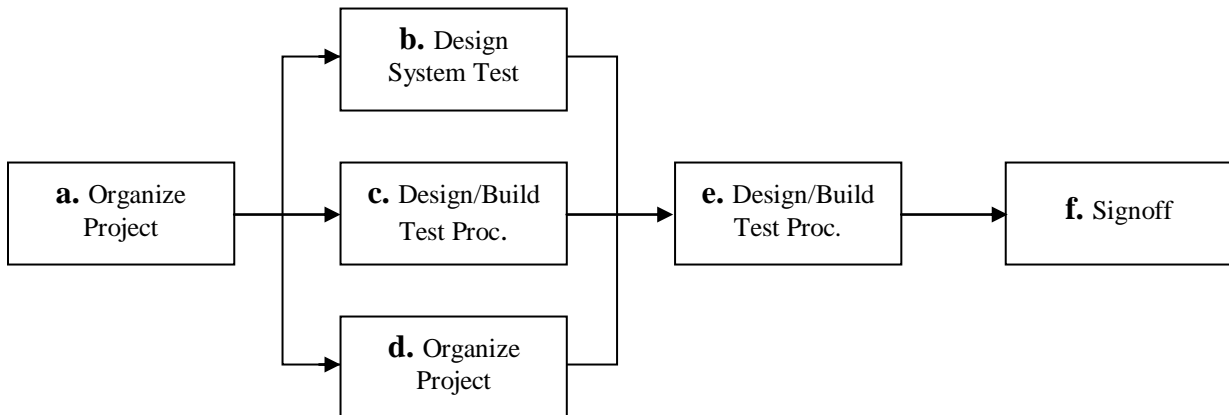 b. Design
System Test
a. Organize
Project
c. Design/Build
Test Proc.
e. Design/Build
Test Proc.
f. Signoff
d. Organize
Project